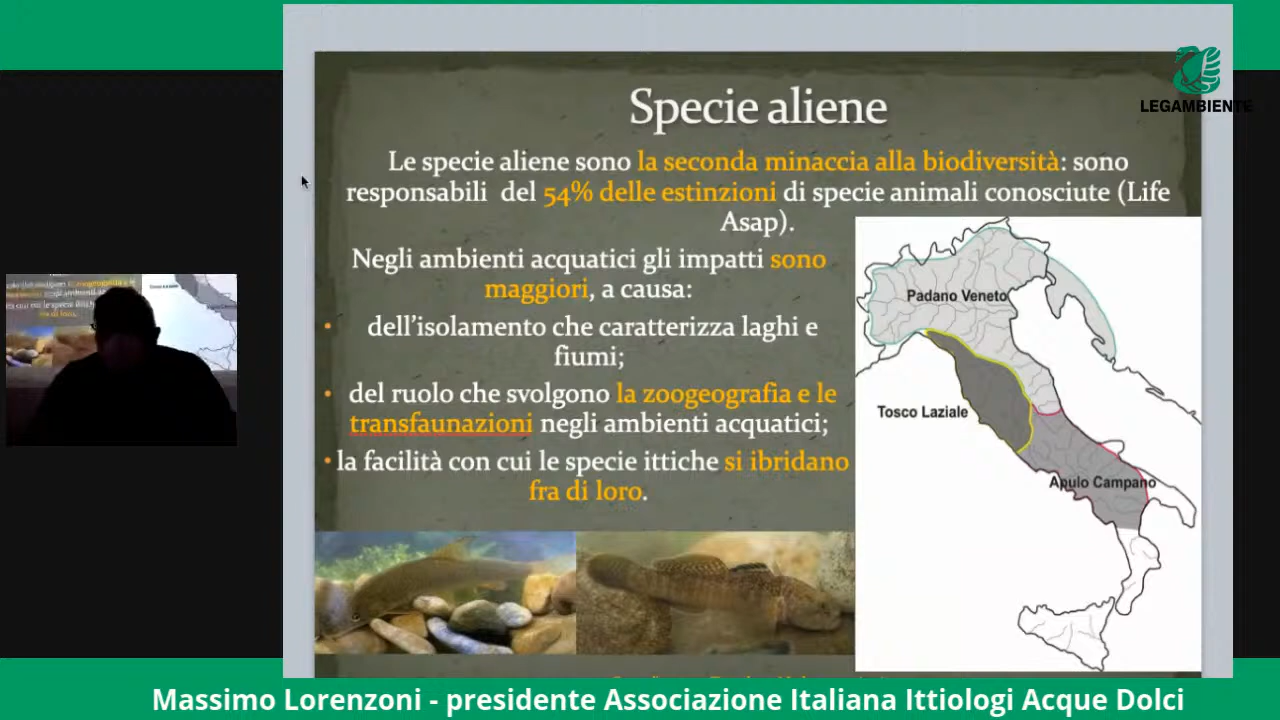 Specie aliene
LEGAMBIENTE
Le specie aliene sono la seconda minaccia alla biodiversità: sono
responsabili del 54% delle estinzioni di specie animali conosciute (Life
Asap).
Negli ambienti acquatici gli impatti sono
maggiori, a causa:
• dell'isolamento che caratterizza laghi e
fiumi;
• del ruolo che svolgono la zoogeografia e le
transfaunazioni negli ambienti acquatici;
• la facilità con cui le specie ittiche si ibridano
fra di loro.
Padano Veneto
Tosco Laziale
Apulo Campano
Massimo Lorenzoni - presidente Associazione Italiana Ittiologi Acque Dolci